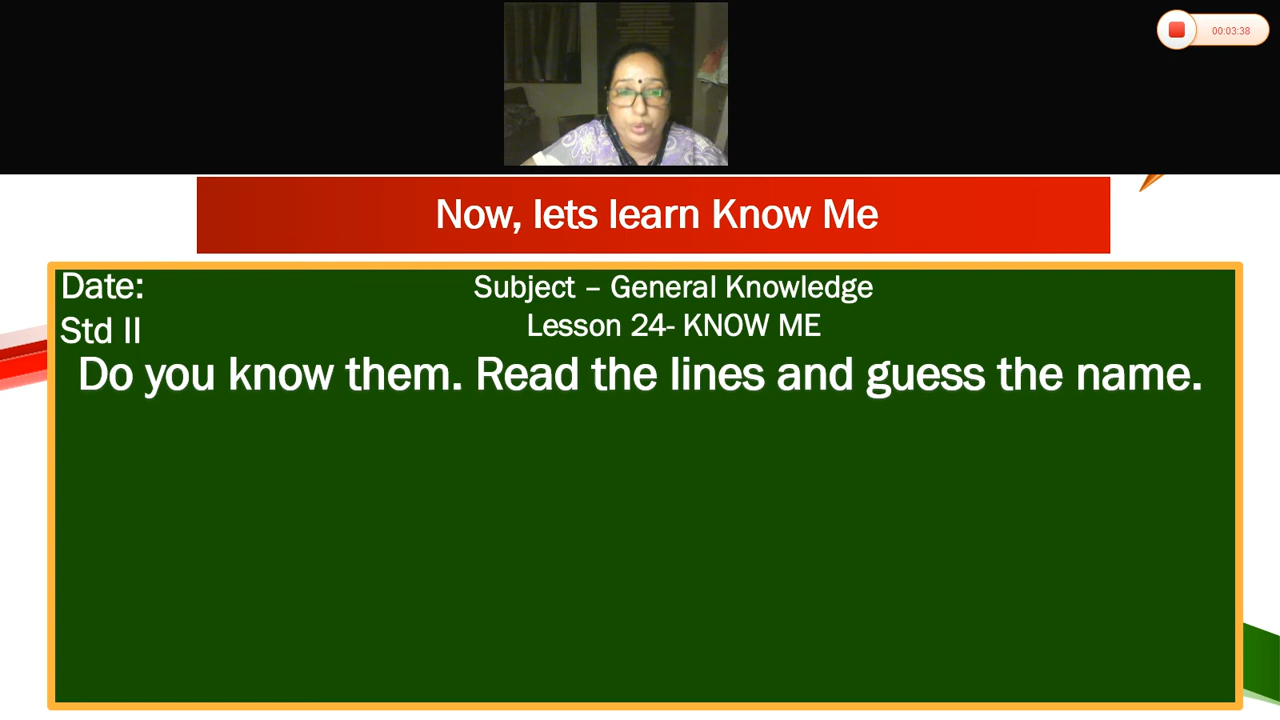 00:03:38
Now, lets learn Know Me
Date:
Subject – General Knowledge
Std II
Lesson 24- KNOW ME
Do you know them. Read the lines and guess the name.